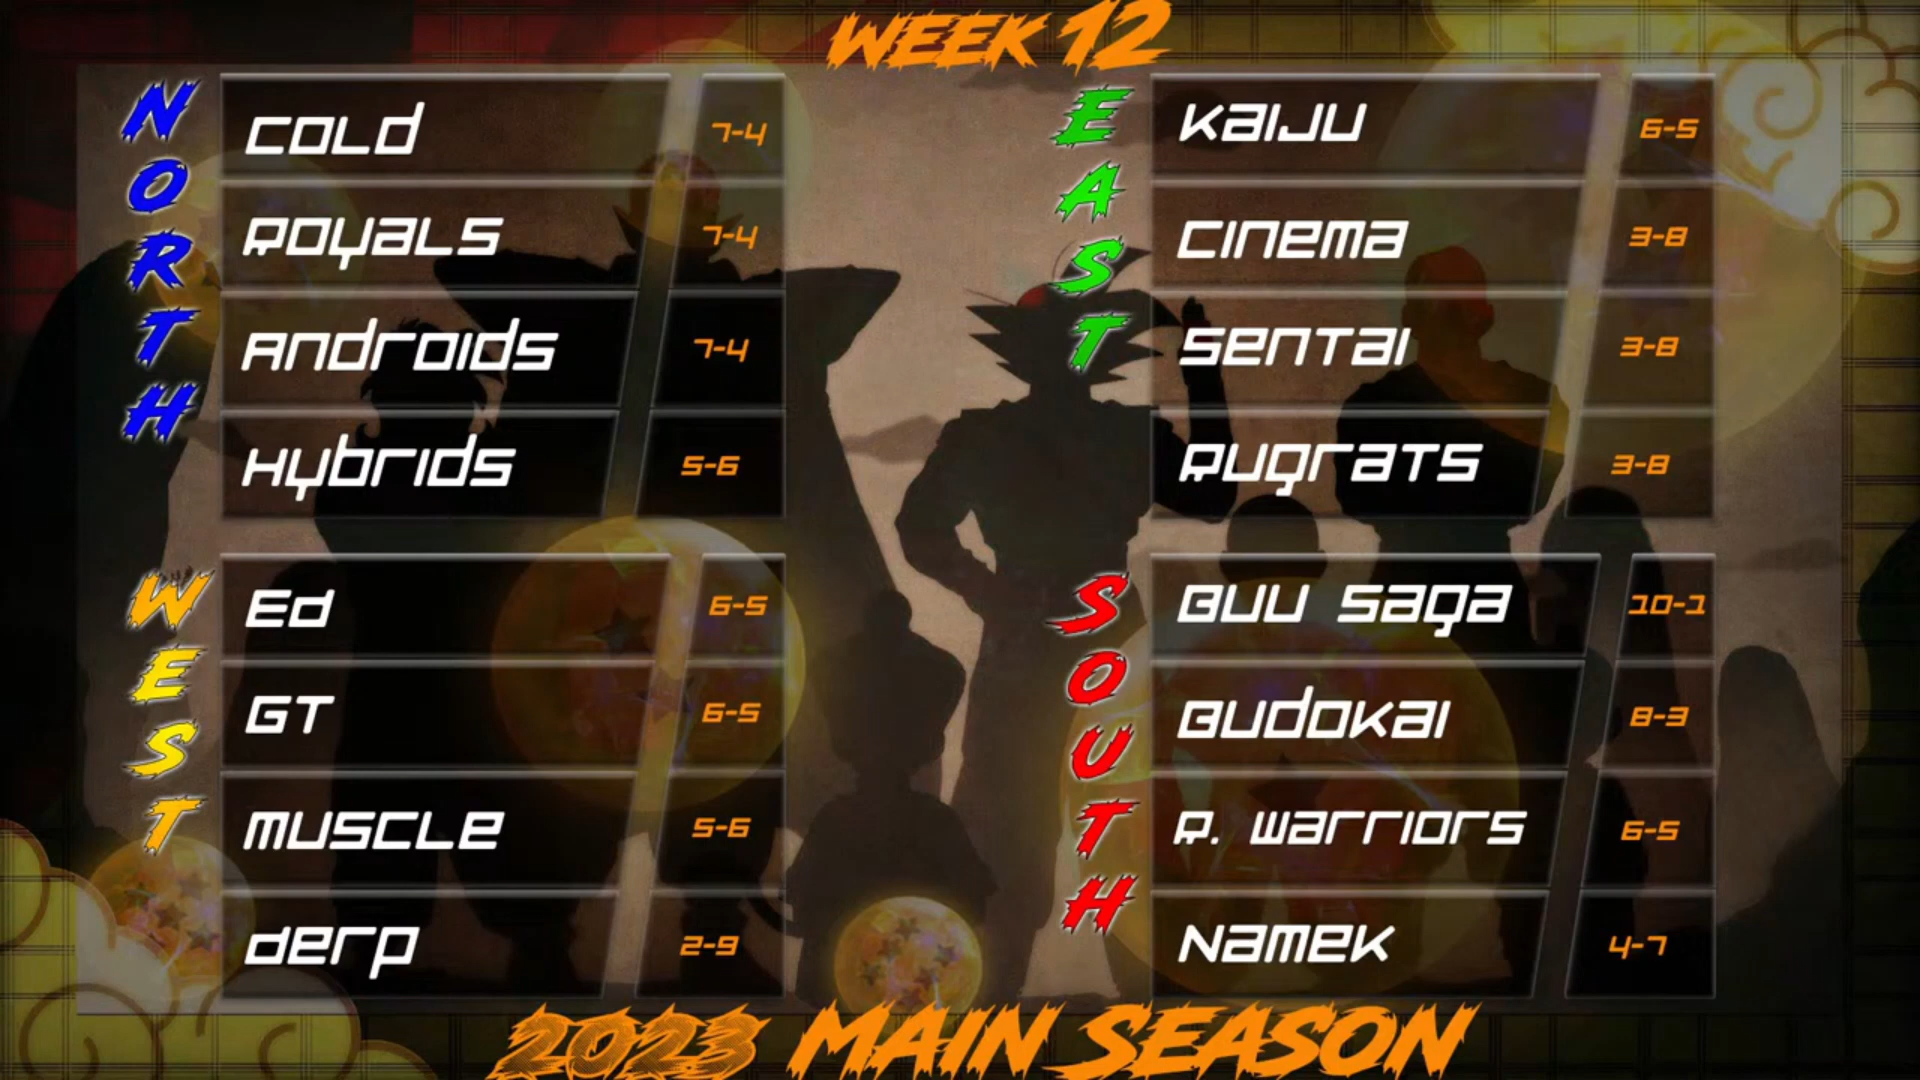 WEEK 12
NORTH
COLD 7-4
ROYALS 7-4
ANDROIDS 7-4
HYBRIDS 5-6
EAST
KAIJU 6-5
CINEMA 3-8
SENTAI 3-8
RUGRATS 3-8
WEST
ED 6-5
GT 6-5
MUSCLE 5-6
DERP 2-9
SOUTH
BUU SAGA 10-1
BUDOKAI 8-3
R. WARRIORS 6-5
NAMEK 4-7
2023 MAIN SEASON